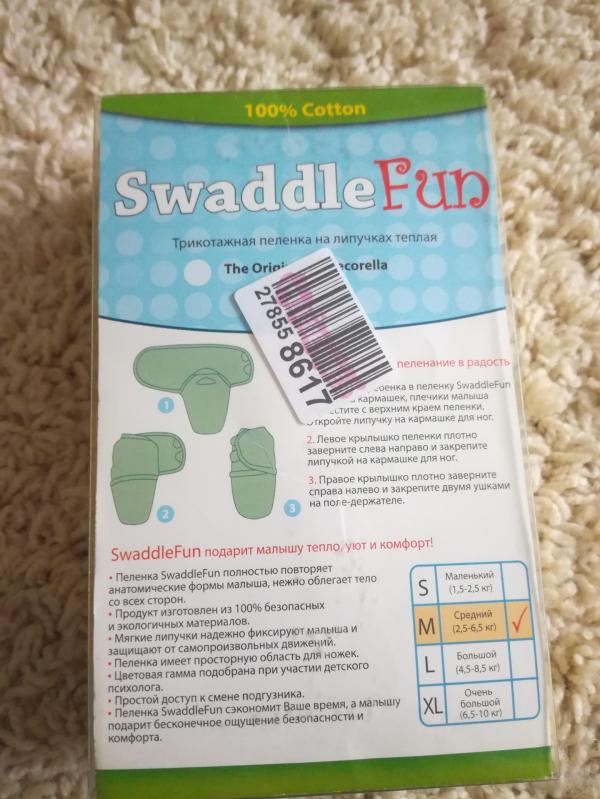 100% Cotton
SwaddleFun
Трикотажная пеленка на липучках теплая
The
27855
8617
пеленание в радость
в пеленку SwaddleFun
кармашек, плечики малыша
с верхним краем пеленки.
Откройте липучку на кармашке для ног.
1
2. Левое крылышко пеленки плотно
заверните слева направо и закрепите
липучкой на кармашке для ног.
3. Правое крылышко плотно заверните
справа налево и закрепите двумя ушками
на поле-держателе.
2
3
SwaddleFun подарит малышу тепло, уют и комфорт!
• Пеленка SwaddleFun полностью повторяет
анатомические формы малыша, нежно облегает тело
со всех сторон.
• Продукт изготовлен из 100% безопасных
и экологичных материалов.
• Мягкие липучки надежно фиксируют малыша и
защищают от самопроизвольных движений.
• Пеленка имеет просторную область для ножек.
• Цветовая гамма подобрана при участии детского
психолога.
• Простой доступ к смене подгузника.
• Пеленка SwaddleFun сэкономит Ваше время, а малышу
подарит бесконечное ощущение безопасности и
комфорта.
S Маленький
(1,5-2,5 кг)
M Средний
(2,5-6,5 кг)
L Большой
(4,5-8,5 кг)
XL Очень
большой
(6,5-10 кг)